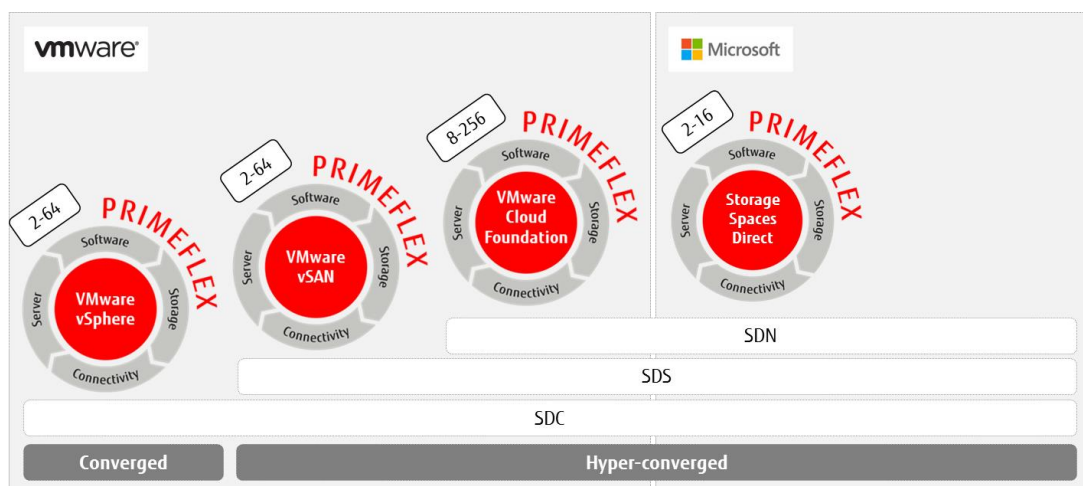 vmware®
Microsoft
2-64
PRIMEFLEX
Software
Server
Storage
Connectivity
VMware
vSphere
2-64
PRIMEFLEX
Software
Server
Storage
Connectivity
VMware
vSAN
8-256
PRIMEFLEX
Software
Server
Storage
Connectivity
VMware
Cloud
Foundation
2-16
PRIMEFLEX
Software
Server
Storage
Connectivity
Storage
Spaces
Direct
SDN
SDS
SDC
Converged
Hyper-converged